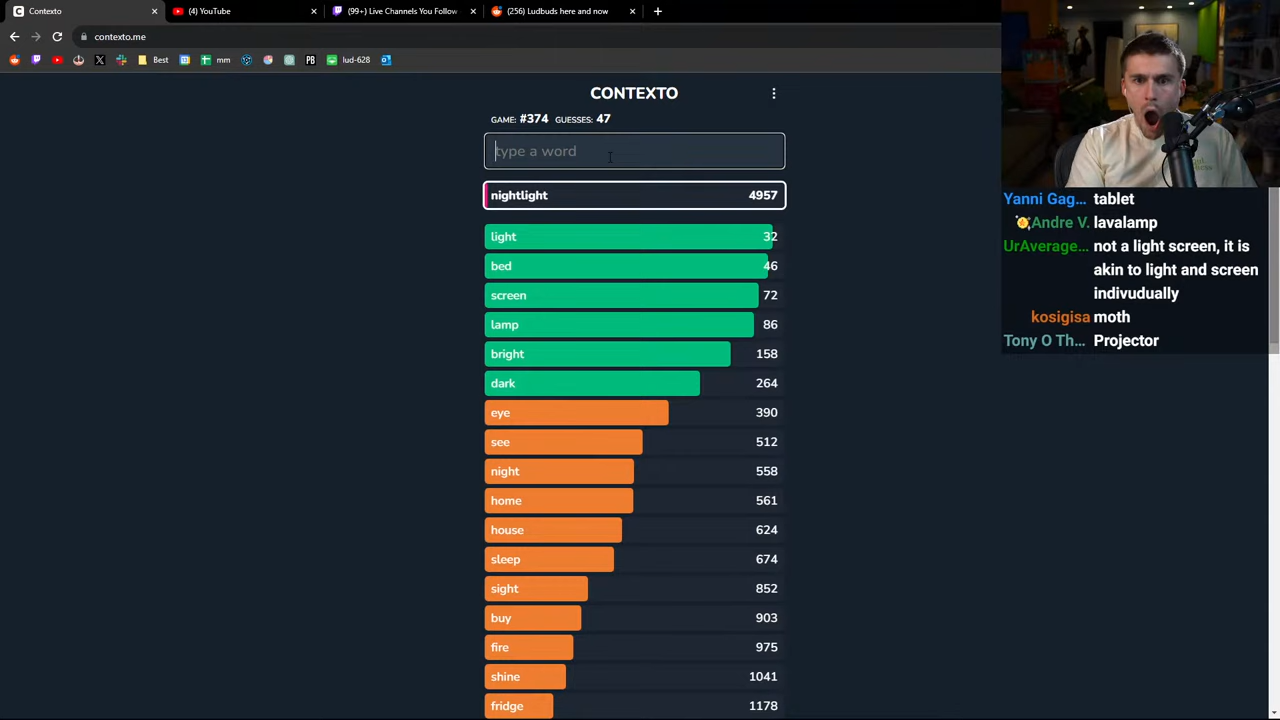 Contexto
(4) YouTube
(99+) Live Channels You Follow
(256) Ludbuds here and now
contexto.me
Best
mm
PB
lud-628
CONTEXTO
GAME: #374 GUESSES: 47
type a word
nightlight 4957
light 32
bed 46
screen 72
lamp 86
bright 158
dark 264
eye 390
see 512
night 558
home 561
house 624
sleep 674
sight 852
buy 903
fire 975
shine 1041
fridge 1178
Yanni Gag... tablet
Andre V. lavalamp
UrAverage... not a light screen, it is
akin to light and screen
indivudually
kosigisa moth
Tony O Th... Projector